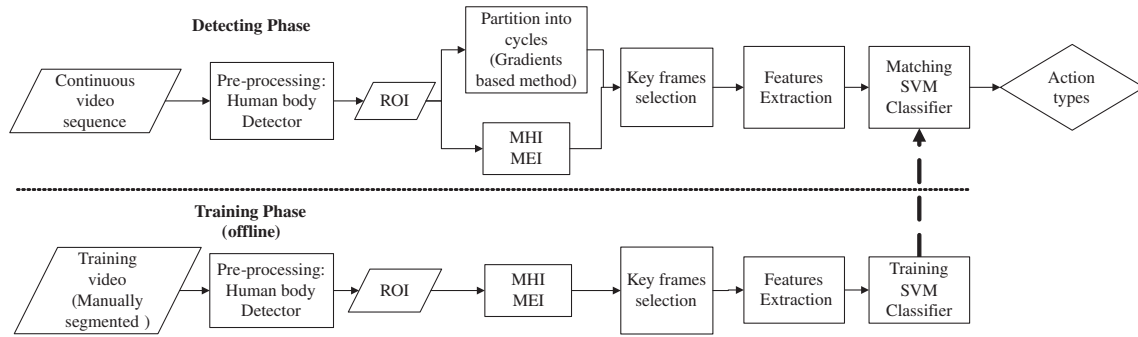 Detecting Phase
Continuous
video
sequence
Pre-processing:
Human body
Detector
ROI
Partition into
cycles
(Gradients
based method)
MHI
MEI
Key frames
selection
Features
Extraction
Matching
SVM
Classifier
Action
types
Training Phase
(offline)
Training
video
(Manually
segmented )
Pre-processing:
Human body
Detector
ROI
MHI
MEI
Key frames
selection
Features
Extraction
Training
SVM
Classifier